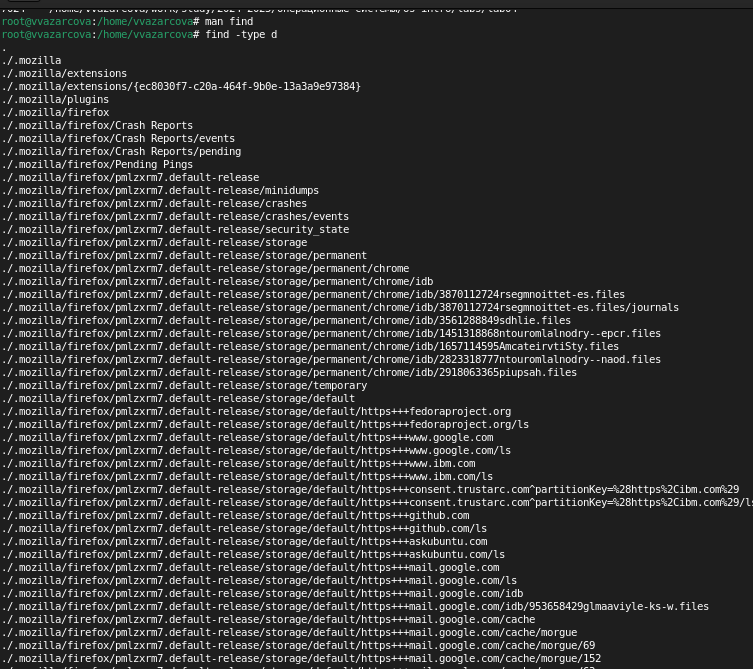 root@vvazarcova:/home/vvazarcova# man find
root@vvazarcova:/home/vvazarcova# find -type d
.
./.mozilla
./.mozilla/extensions
./.mozilla/extensions/{ec8030f7-c20a-464f-9b0e-13a3a9e97384}
./.mozilla/plugins
./.mozilla/firefox
./.mozilla/firefox/Crash Reports
./.mozilla/firefox/Crash Reports/events
./.mozilla/firefox/Crash Reports/pending
./.mozilla/firefox/Pending Pings
./.mozilla/firefox/pmlzxrm7.default-release
./.mozilla/firefox/pmlzxrm7.default-release/minidumps
./.mozilla/firefox/pmlzxrm7.default-release/crashes
./.mozilla/firefox/pmlzxrm7.default-release/crashes/events
./.mozilla/firefox/pmlzxrm7.default-release/security_state
./.mozilla/firefox/pmlzxrm7.default-release/storage
./.mozilla/firefox/pmlzxrm7.default-release/storage/permanent
./.mozilla/firefox/pmlzxrm7.default-release/storage/permanent/chrome
./.mozilla/firefox/pmlzxrm7.default-release/storage/permanent/chrome/idb
./.mozilla/firefox/pmlzxrm7.default-release/storage/permanent/chrome/idb/3870112724rsegmnoittet-es.files
./.mozilla/firefox/pmlzxrm7.default-release/storage/permanent/chrome/idb/3870112724rsegmnoittet-es.files/journals
./.mozilla/firefox/pmlzxrm7.default-release/storage/permanent/chrome/idb/3561288849sdhlie.files
./.mozilla/firefox/pmlzxrm7.default-release/storage/permanent/chrome/idb/1451318868ntouromlalnodry--epcr.files
./.mozilla/firefox/pmlzxrm7.default-release/storage/permanent/chrome/idb/1657114595AmcateirvtiSty.files
./.mozilla/firefox/pmlzxrm7.default-release/storage/permanent/chrome/idb/2823318777ntouromlalnodry--naod.files
./.mozilla/firefox/pmlzxrm7.default-release/storage/permanent/chrome/idb/2918063365piupsah.files
./.mozilla/firefox/pmlzxrm7.default-release/storage/temporary
./.mozilla/firefox/pmlzxrm7.default-release/storage/default
./.mozilla/firefox/pmlzxrm7.default-release/storage/default/https+++fedoraproject.org
./.mozilla/firefox/pmlzxrm7.default-release/storage/default/https+++fedoraproject.org/ls
./.mozilla/firefox/pmlzxrm7.default-release/storage/default/https+++www.google.com
./.mozilla/firefox/pmlzxrm7.default-release/storage/default/https+++www.google.com/ls
./.mozilla/firefox/pmlzxrm7.default-release/storage/default/https+++www.ibm.com
./.mozilla/firefox/pmlzxrm7.default-release/storage/default/https+++www.ibm.com/ls
./.mozilla/firefox/pmlzxrm7.default-release/storage/default/https+++consent.trustarc.com^partitionKey=%28https%2Cibm.com%29
./.mozilla/firefox/pmlzxrm7.default-release/storage/default/https+++consent.trustarc.com^partitionKey=%28https%2Cibm.com%29/ls
./.mozilla/firefox/pmlzxrm7.default-release/storage/default/https+++github.com
./.mozilla/firefox/pmlzxrm7.default-release/storage/default/https+++github.com/ls
./.mozilla/firefox/pmlzxrm7.default-release/storage/default/https+++askubuntu.com
./.mozilla/firefox/pmlzxrm7.default-release/storage/default/https+++askubuntu.com/ls
./.mozilla/firefox/pmlzxrm7.default-release/storage/default/https+++mail.google.com
./.mozilla/firefox/pmlzxrm7.default-release/storage/default/https+++mail.google.com/ls
./.mozilla/firefox/pmlzxrm7.default-release/storage/default/https+++mail.google.com/idb
./.mozilla/firefox/pmlzxrm7.default-release/storage/default/https+++mail.google.com/idb/953658429glmaaviyle-ks-w.files
./.mozilla/firefox/pmlzxrm7.default-release/storage/default/https+++mail.google.com/cache
./.mozilla/firefox/pmlzxrm7.default-release/storage/default/https+++mail.google.com/cache/morgue
./.mozilla/firefox/pmlzxrm7.default-release/storage/default/https+++mail.google.com/cache/morgue/69
./.mozilla/firefox/pmlzxrm7.default-release/storage/default/https+++mail.google.com/cache/morgue/152